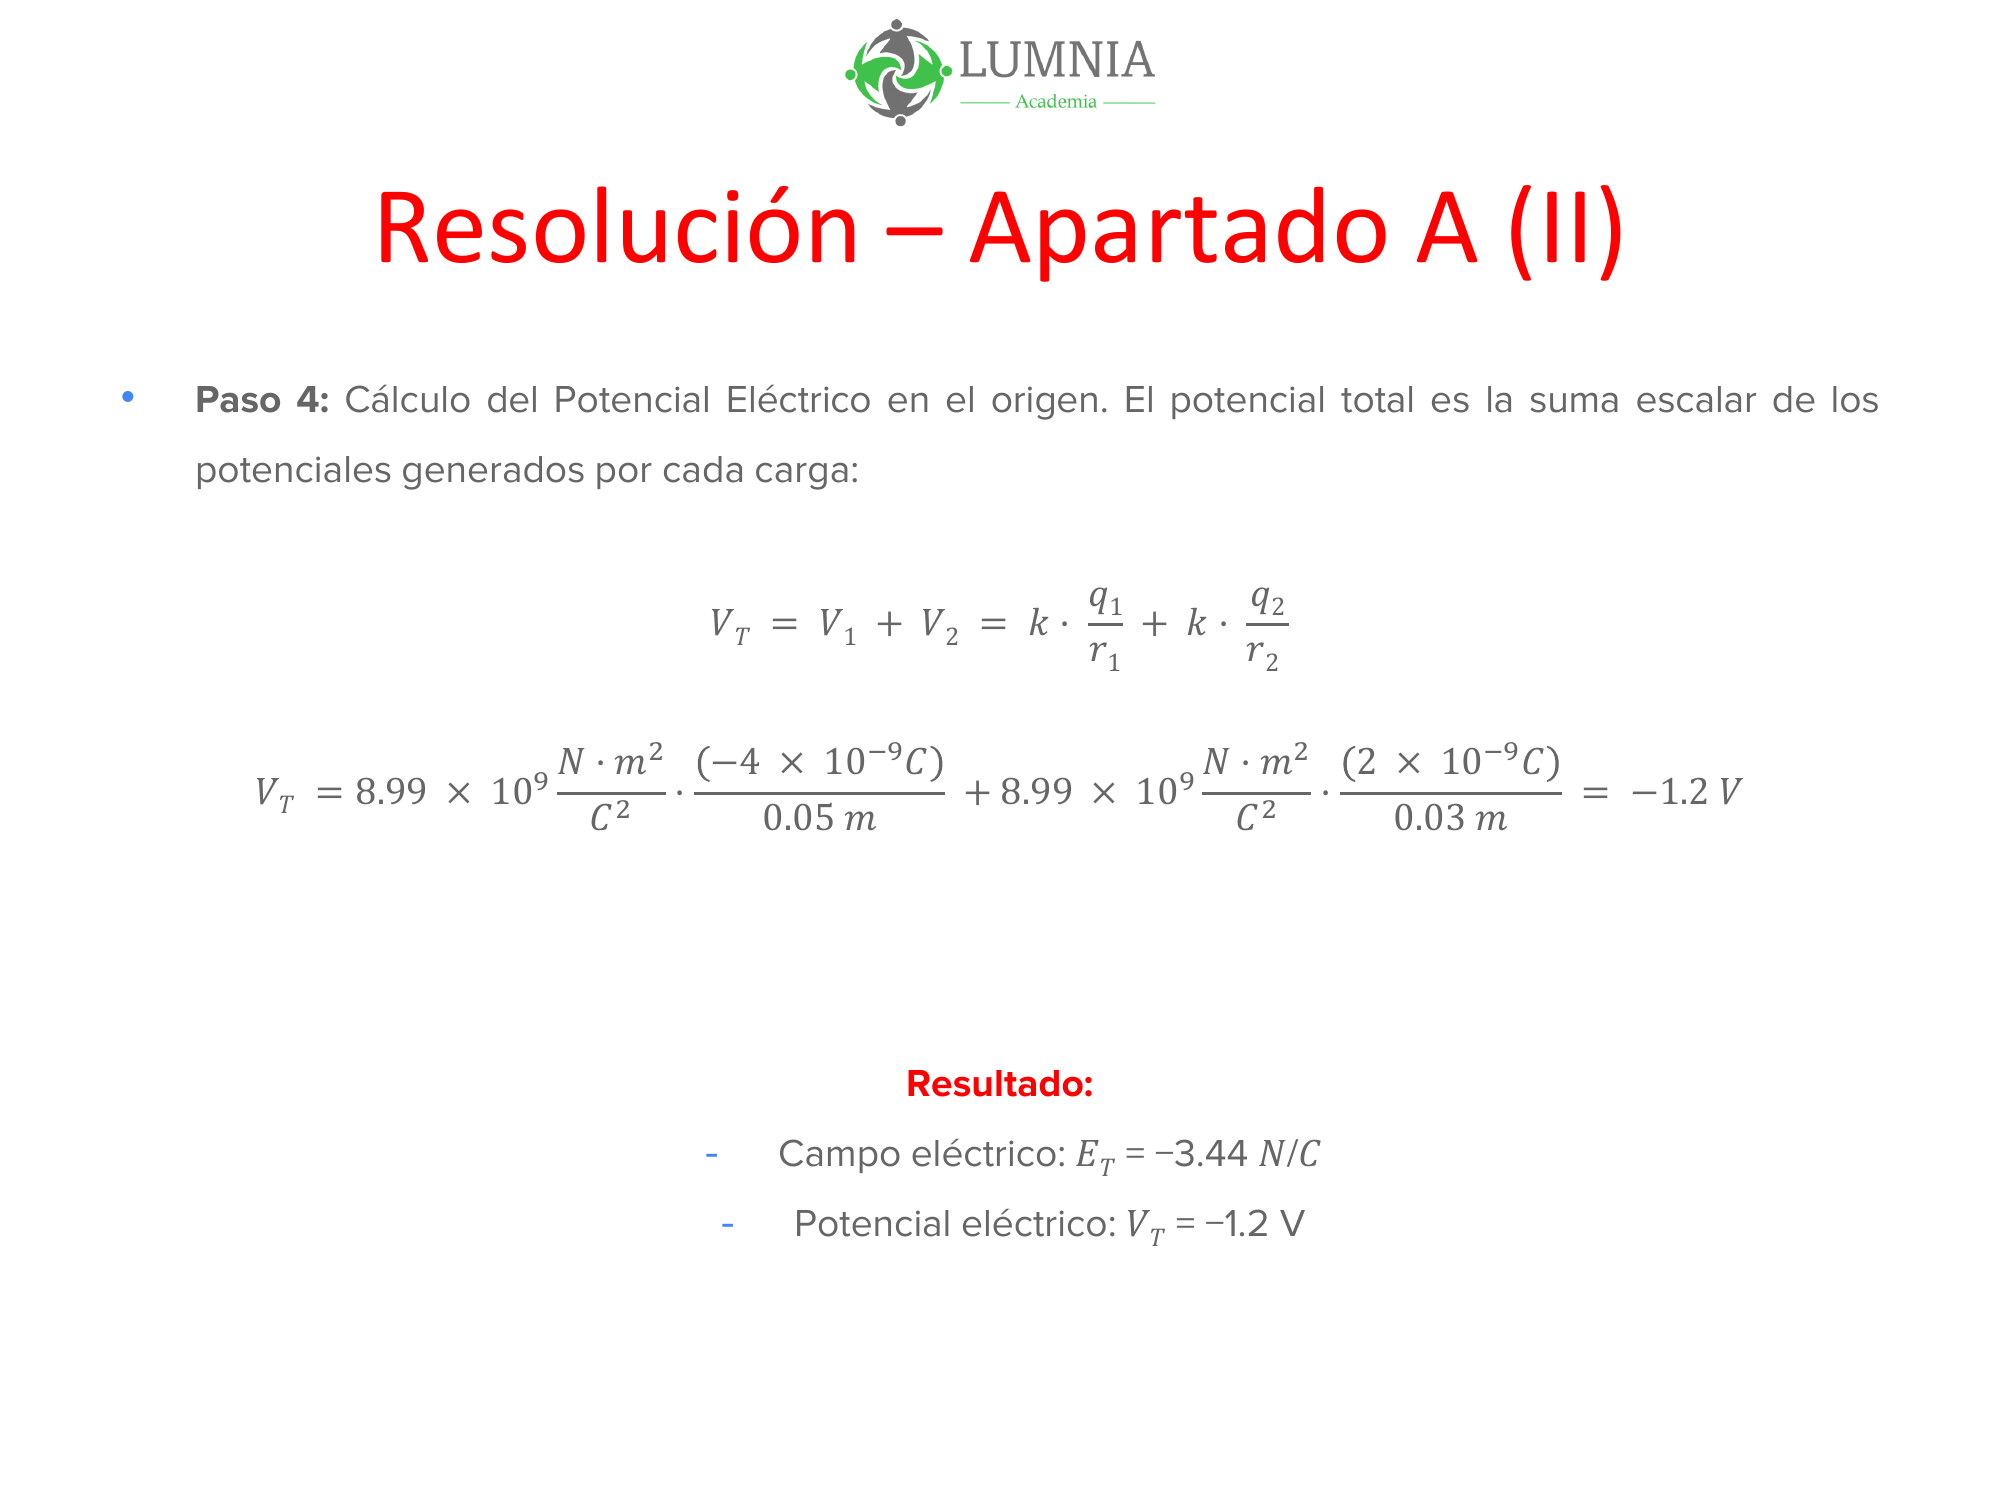 LUMNIA
Academia
Resolución – Apartado A (II)
• Paso 4: Cálculo del Potencial Eléctrico en el origen. El potencial total es la suma escalar de los
potenciales generados por cada carga:
$V_T = V_1 + V_2 = k \cdot \frac{q_1}{r_1} + k \cdot \frac{q_2}{r_2}$
$V_T = 8.99 \times 10^9 \frac{N \cdot m^2}{C^2} \cdot \frac{(-4 \times 10^{-9} C)}{0.05\,m} + 8.99 \times 10^9 \frac{N \cdot m^2}{C^2} \cdot \frac{(2 \times 10^{-9} C)}{0.03\,m} = -1.2\,V$
Resultado:
- Campo eléctrico: $E_T$ = −3.44 $N/C$
- Potencial eléctrico: $V_T$ = −1.2 V